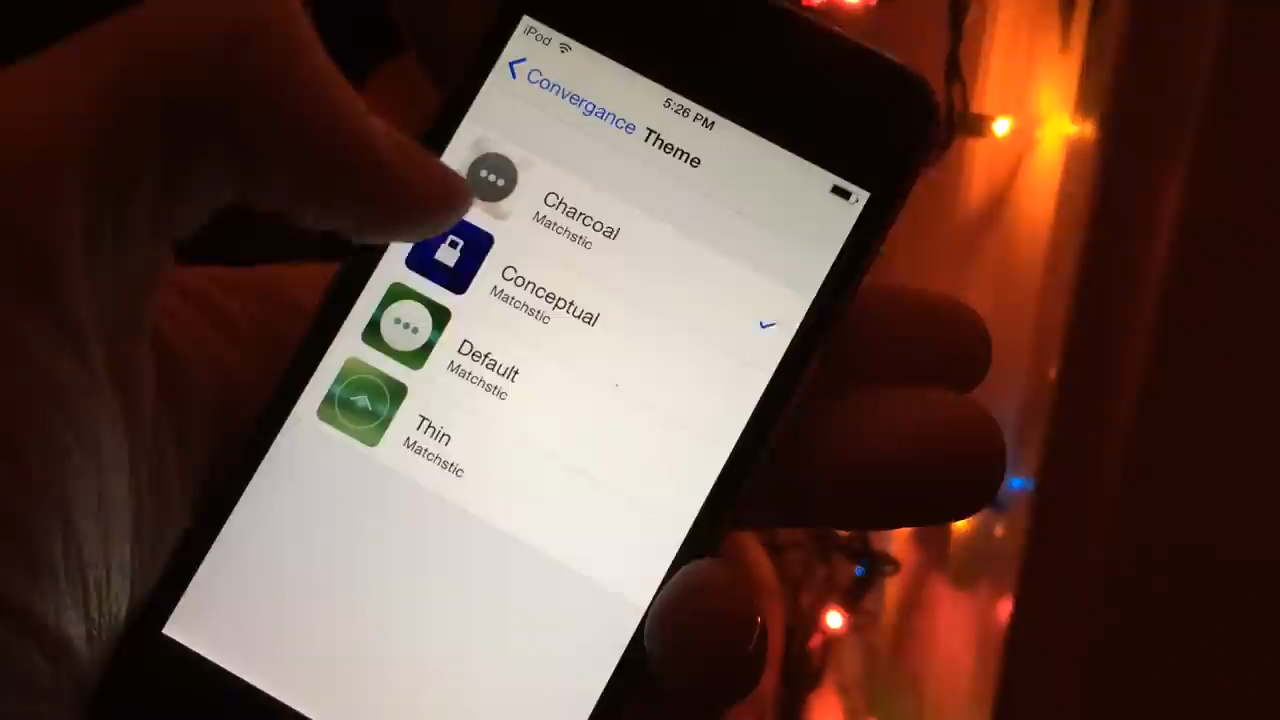 iPod
5:26 PM
Convergance
Theme
Charcoal
Matchstic
Conceptual
Matchstic
Default
Matchstic
Thin
Matchstic